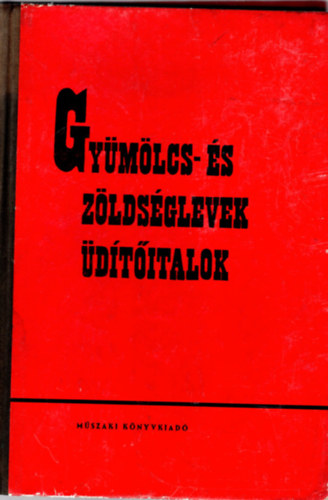 GYÜMÖLCS- ÉS
ZÖLDSÉGLEVEK
ÜDÍTŐITALOK
MŰSZAKI KÖNYVKIADÓ